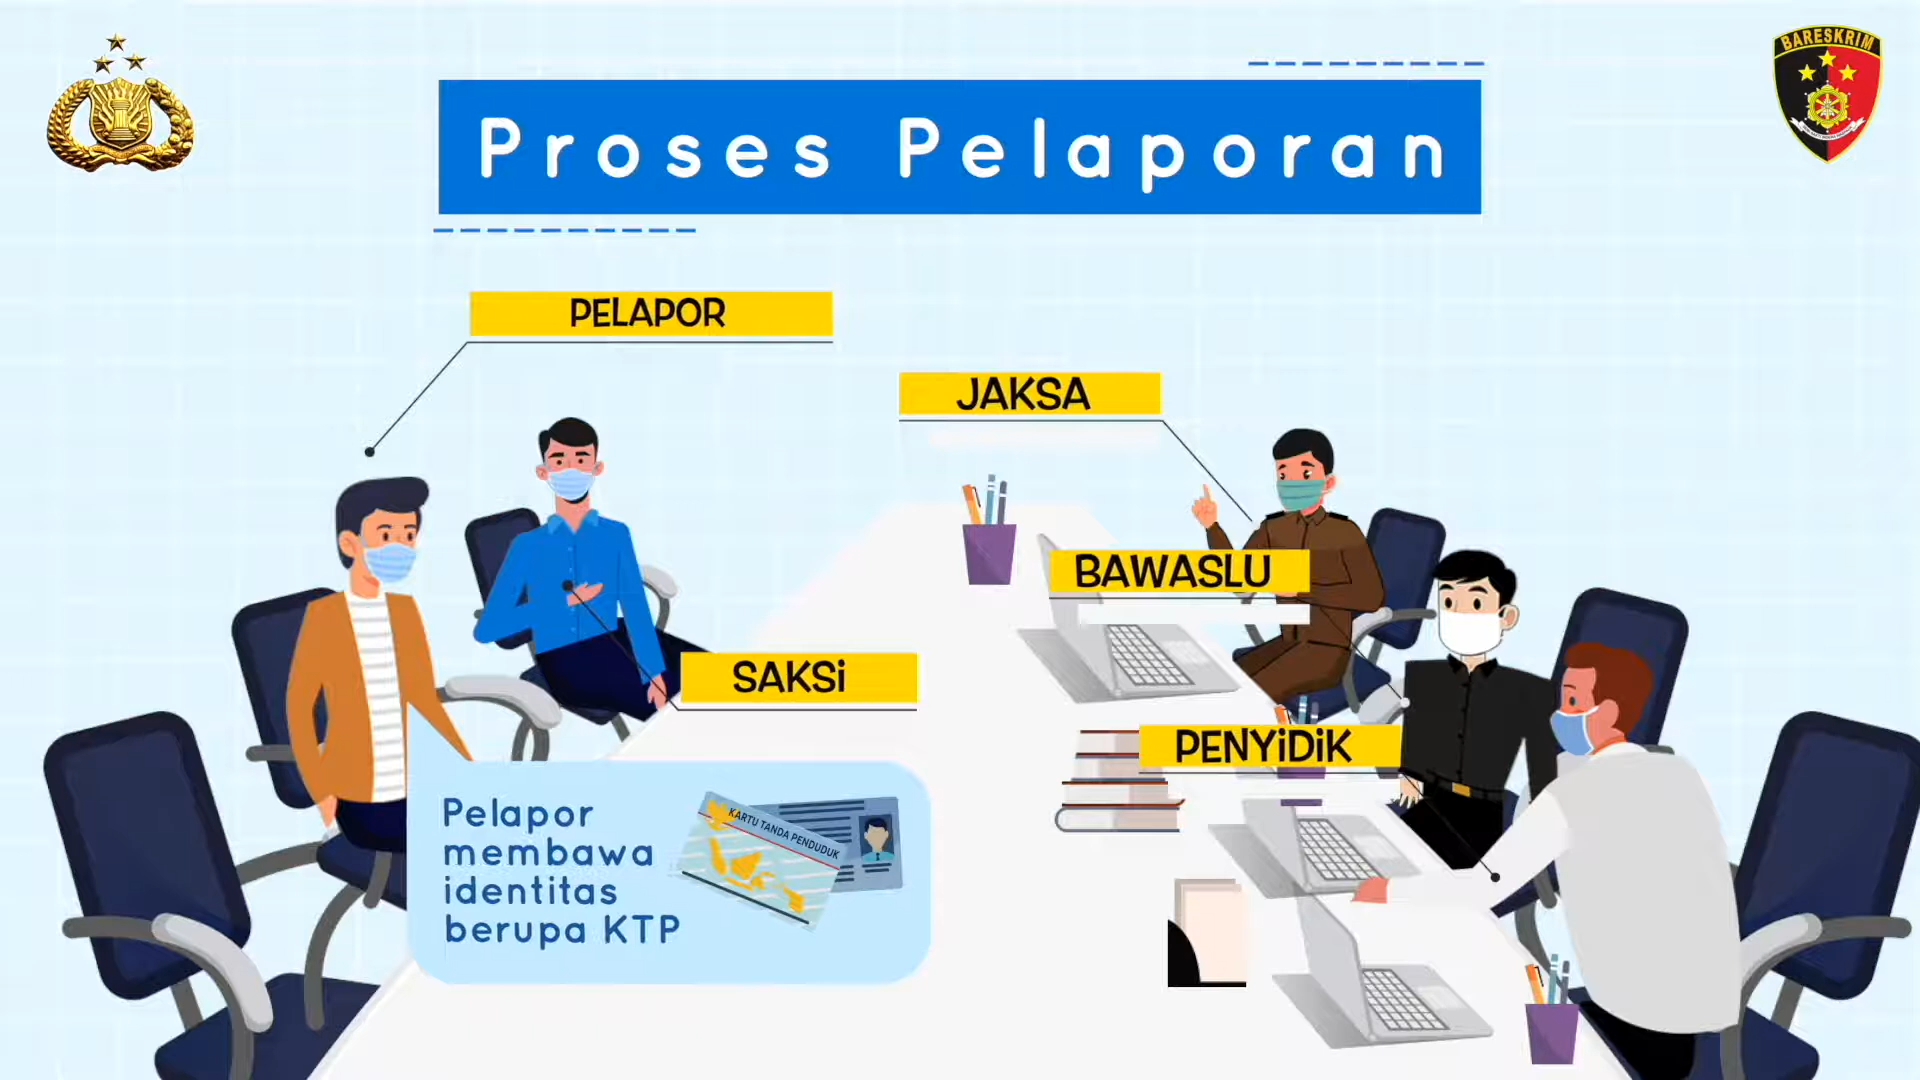 BARESKRIM
Proses Pelaporan
PELAPOR
JAKSA
BAWASLU
SAKSi
PENYiDiK
Pelapor
membawa
identitas
berupa KTP
KARTU TANDA PENDUDUK